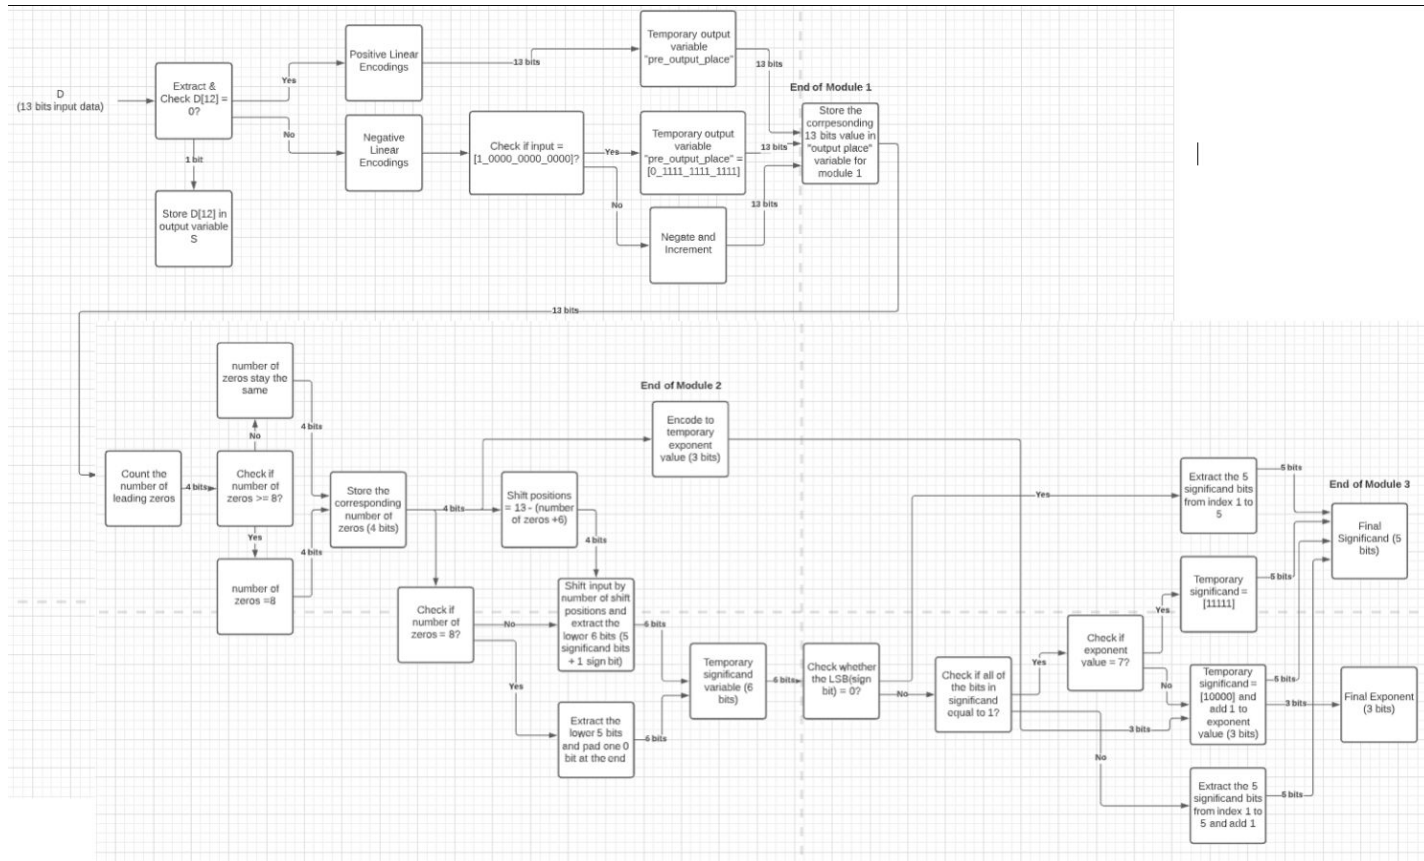 D
(13 bits input data)
Extract &
Check D[12] =
0?
Yes
No
1 bit
Store D[12] in
output variable
S
Positive Linear
Encodings
13 bits
Temporary output
variable
"pre_output_place"
13 bits
Negative
Linear
Encodings
Check if input =
[1_0000_0000_0000]?
Yes
No
Temporary output
variable
"pre_output_place" =
[0_1111_1111_1111]
13 bits
Negate and
Increment
13 bits
End of Module 1
Store the
corrpesonding
13 bits value in
"output place"
variable for
module 1
13 bits
Count the
number of
leading zeros
4 bits
Check if
number of
zeros >= 8?
No
number of
zeros stay the
same
4 bits
Yes
number of
zeros =8
4 bits
Store the
corresponding
number of
zeros (4 bits)
4 bits
End of Module 2
Encode to
temporary
exponent
value (3 bits)
Shift positions
= 13 - (number
of zeros +6)
4 bits
Check if
number of
zeros = 8?
No
Yes
Shift input by
number of shift
positions and
extract the
lower 6 bits (5
significand bits
+ 1 sign bit)
6 bits
Extract the
lower 5 bits
and pad one 0
bit at the end
6 bits
Temporary
significand
variable (6
bits)
6 bits
Check whether
the LSB(sign
bit) = 0?
Yes
No
Check if all of
the bits in
significand
equal to 1?
Yes
No
Check if
exponent
value = 7?
Yes
No
3 bits
Extract the 5
significand bits
from index 1 to
5
5 bits
Temporary
significand =
[11111]
5 bits
Temporary
significand =
[10000] and
add 1 to
exponent
value (3 bits)
5 bits
3 bits
Extract the 5
significand bits
from index 1 to
5 and add 1
5 bits
End of Module 3
Final
Significand (5
bits)
Final Exponent
(3 bits)